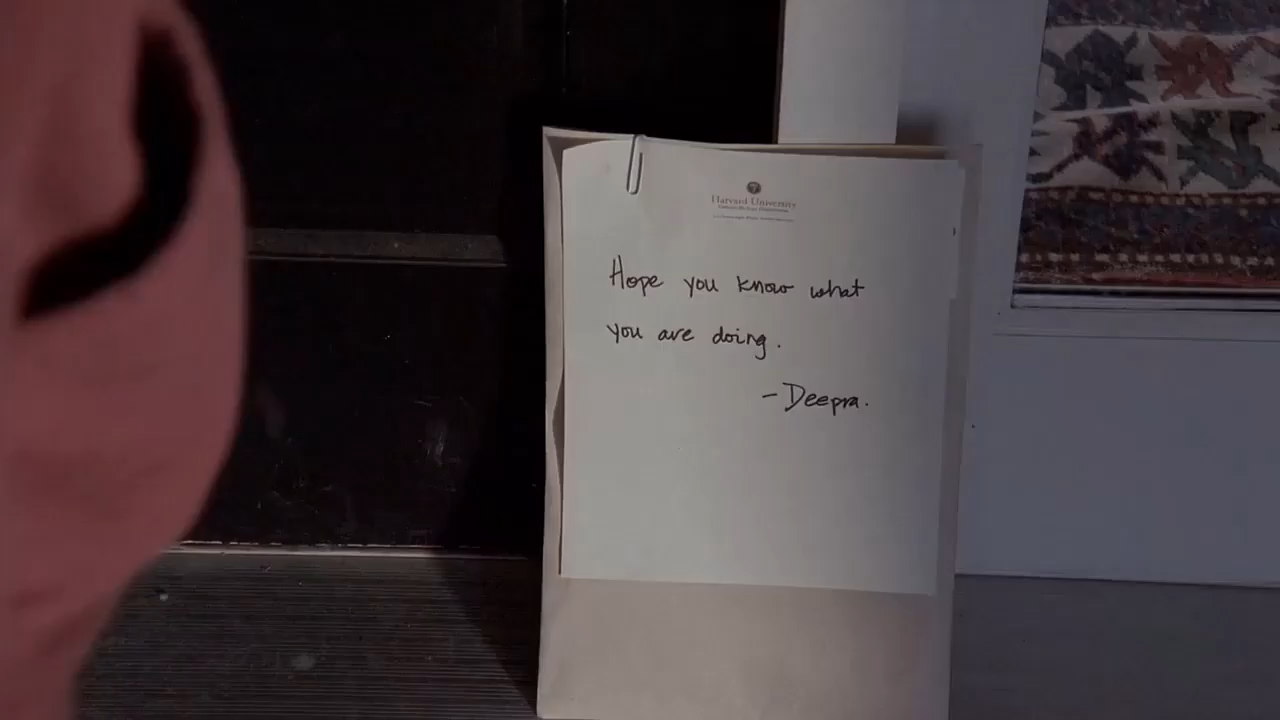 Harvard University
Hope you know what
you are doing.
- Deepra.